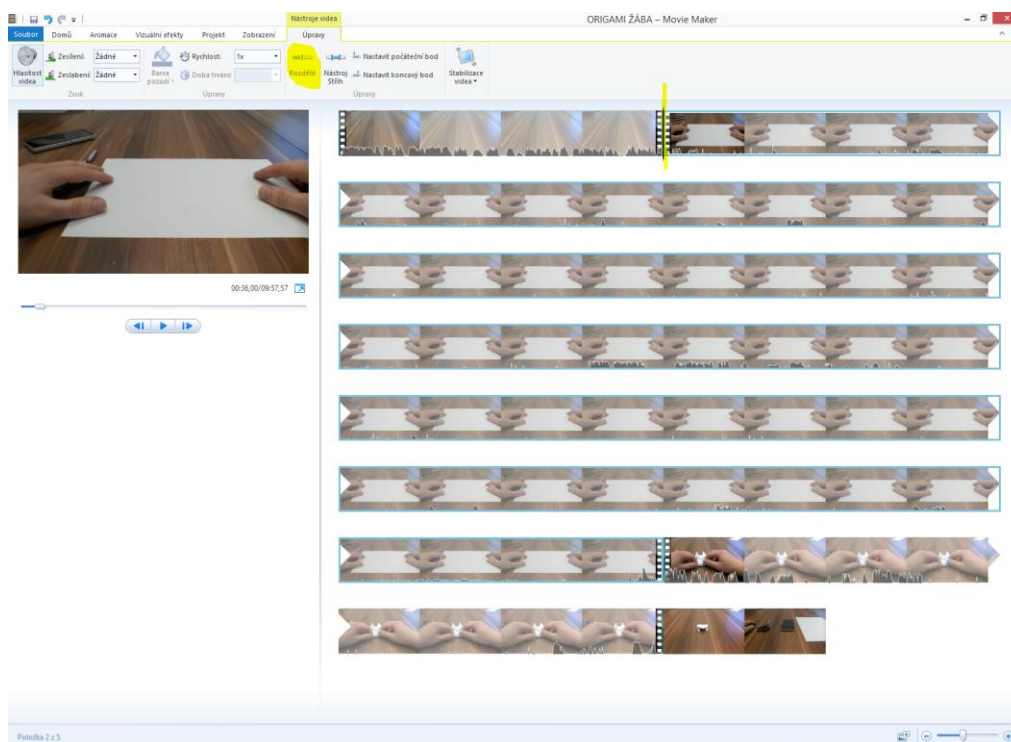 Nástroje videa
ORIGAMI ŽÁBA – Movie Maker
Soubor Domů Animace Vizuální efekty Projekt Zobrazení Úpravy
Hlasitost videa
Zesílení: Žádné
Zeslabení: Žádné
Zvuk
Barva pozadí
Rychlost: 1x
Doba trvání:
Úpravy
Rozdělit
Nástroj Střih
Nastavit počáteční bod
Nastavit koncový bod
Úpravy
Stabilizace videa
00:36,00/09:57,57
Položka 2 z 5